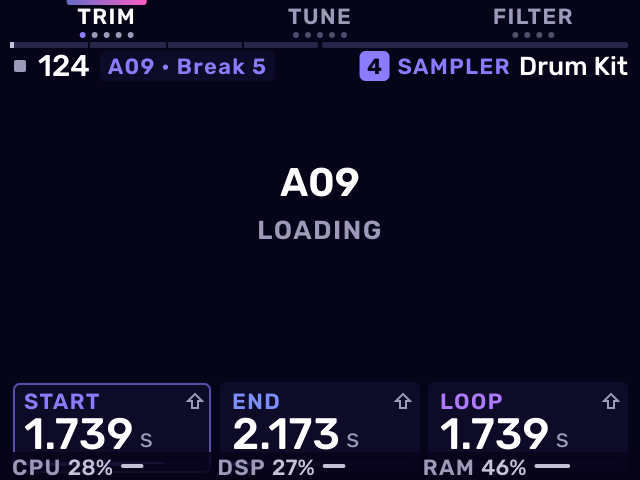 TRIM TUNE FILTER
124 A09 • Break 5 4 SAMPLER Drum Kit
A09
LOADING
START END LOOP
1.739 s 2.173 s 1.739 s
CPU 28% DSP 27% RAM 46%